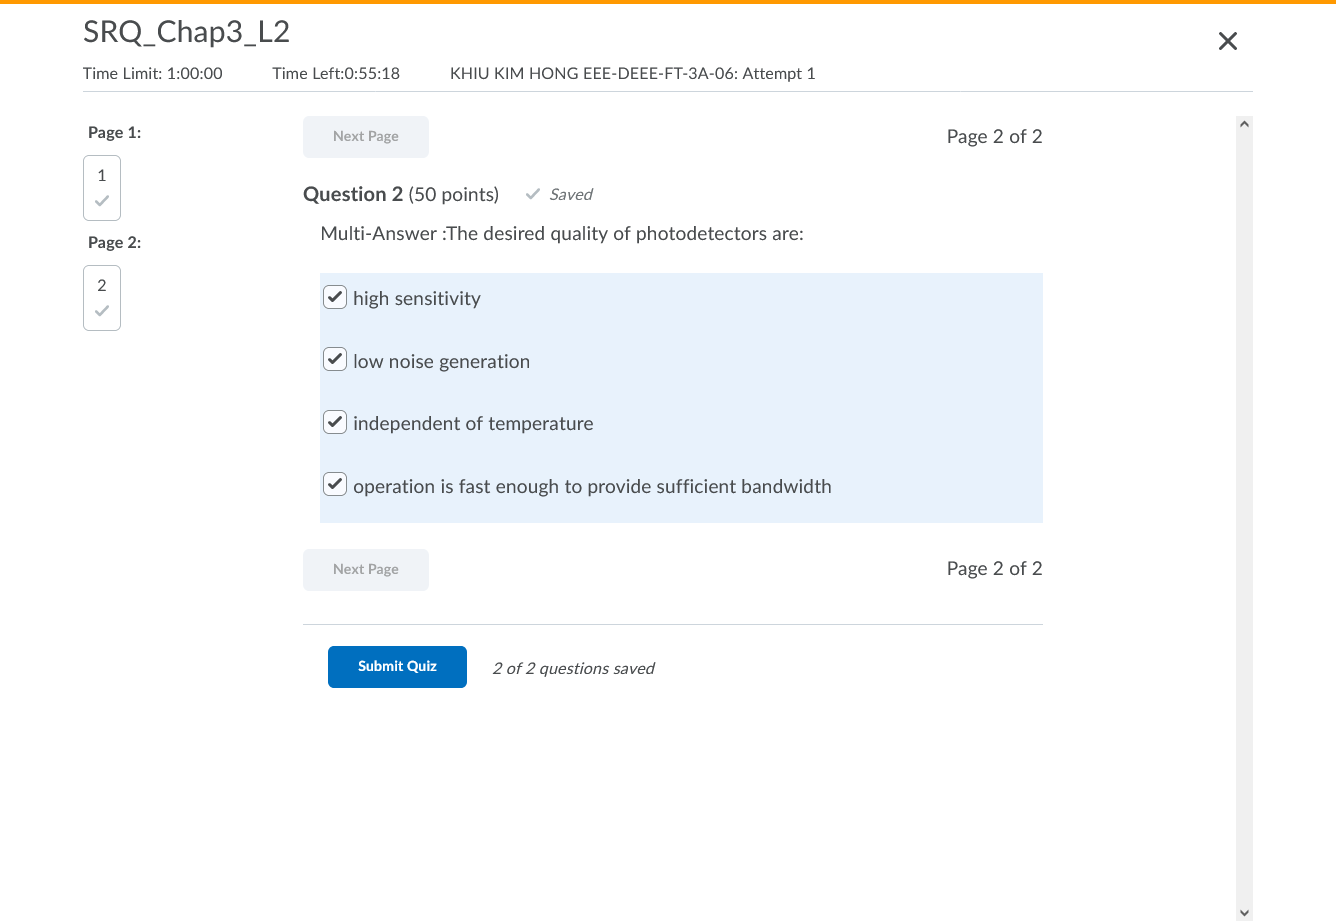 SRQ_Chap3_L2
Time Limit: 1:00:00 Time Left:0:55:18 KHIU KIM HONG EEE-DEEE-FT-3A-06: Attempt 1
Page 1:
1
Page 2:
2
Next Page Page 2 of 2
Question 2 (50 points) Saved
Multi-Answer :The desired quality of photodetectors are:
high sensitivity
low noise generation
independent of temperature
operation is fast enough to provide sufficient bandwidth
Next Page Page 2 of 2
Submit Quiz 2 of 2 questions saved